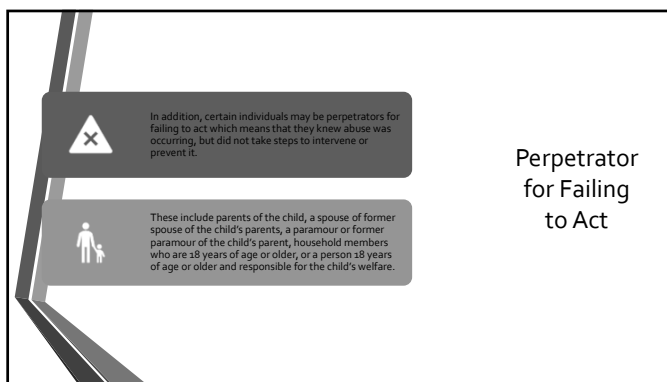 In addition, certain individuals may be perpetrators for
failing to act which means that they knew abuse was
occurring, but did not take steps to intervene or
prevent it.
These include parents of the child, a spouse of former
spouse of the child's parents, a paramour or former
paramour of the child's parent, household members
who are 18 years of age or older, or a person 18 years
of age or older and responsible for the child's welfare.
Perpetrator
for Failing
to Act